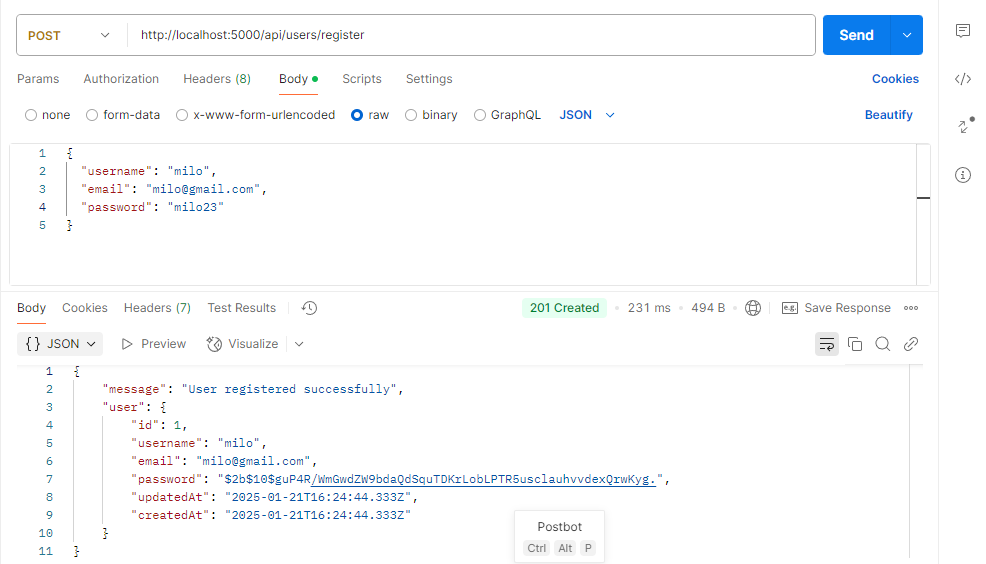 POST http://localhost:5000/api/users/register Send
Params Authorization Headers (8) Body Scripts Settings Cookies
none form-data x-www-form-urlencoded raw binary GraphQL JSON Beautify
1 {
2 "username": "milo",
3 "email": "milo@gmail.com",
4 "password": "milo23"
5 }
Body Cookies Headers (7) Test Results 201 Created 231 ms 494 B e.g. Save Response
{} JSON Preview Visualize
1 {
2 "message": "User registered successfully",
3 "user": {
4 "id": 1,
5 "username": "milo",
6 "email": "milo@gmail.com",
7 "password": "$2b$10$guP4R/WmGwdZW9bdaQdSquTDKrLobLPTR5usclauhvvdexQrwKyg.",
8 "updatedAt": "2025-01-21T16:24:44.333Z",
9 "createdAt": "2025-01-21T16:24:44.333Z"
10 }
11 }
Postbot
Ctrl Alt P